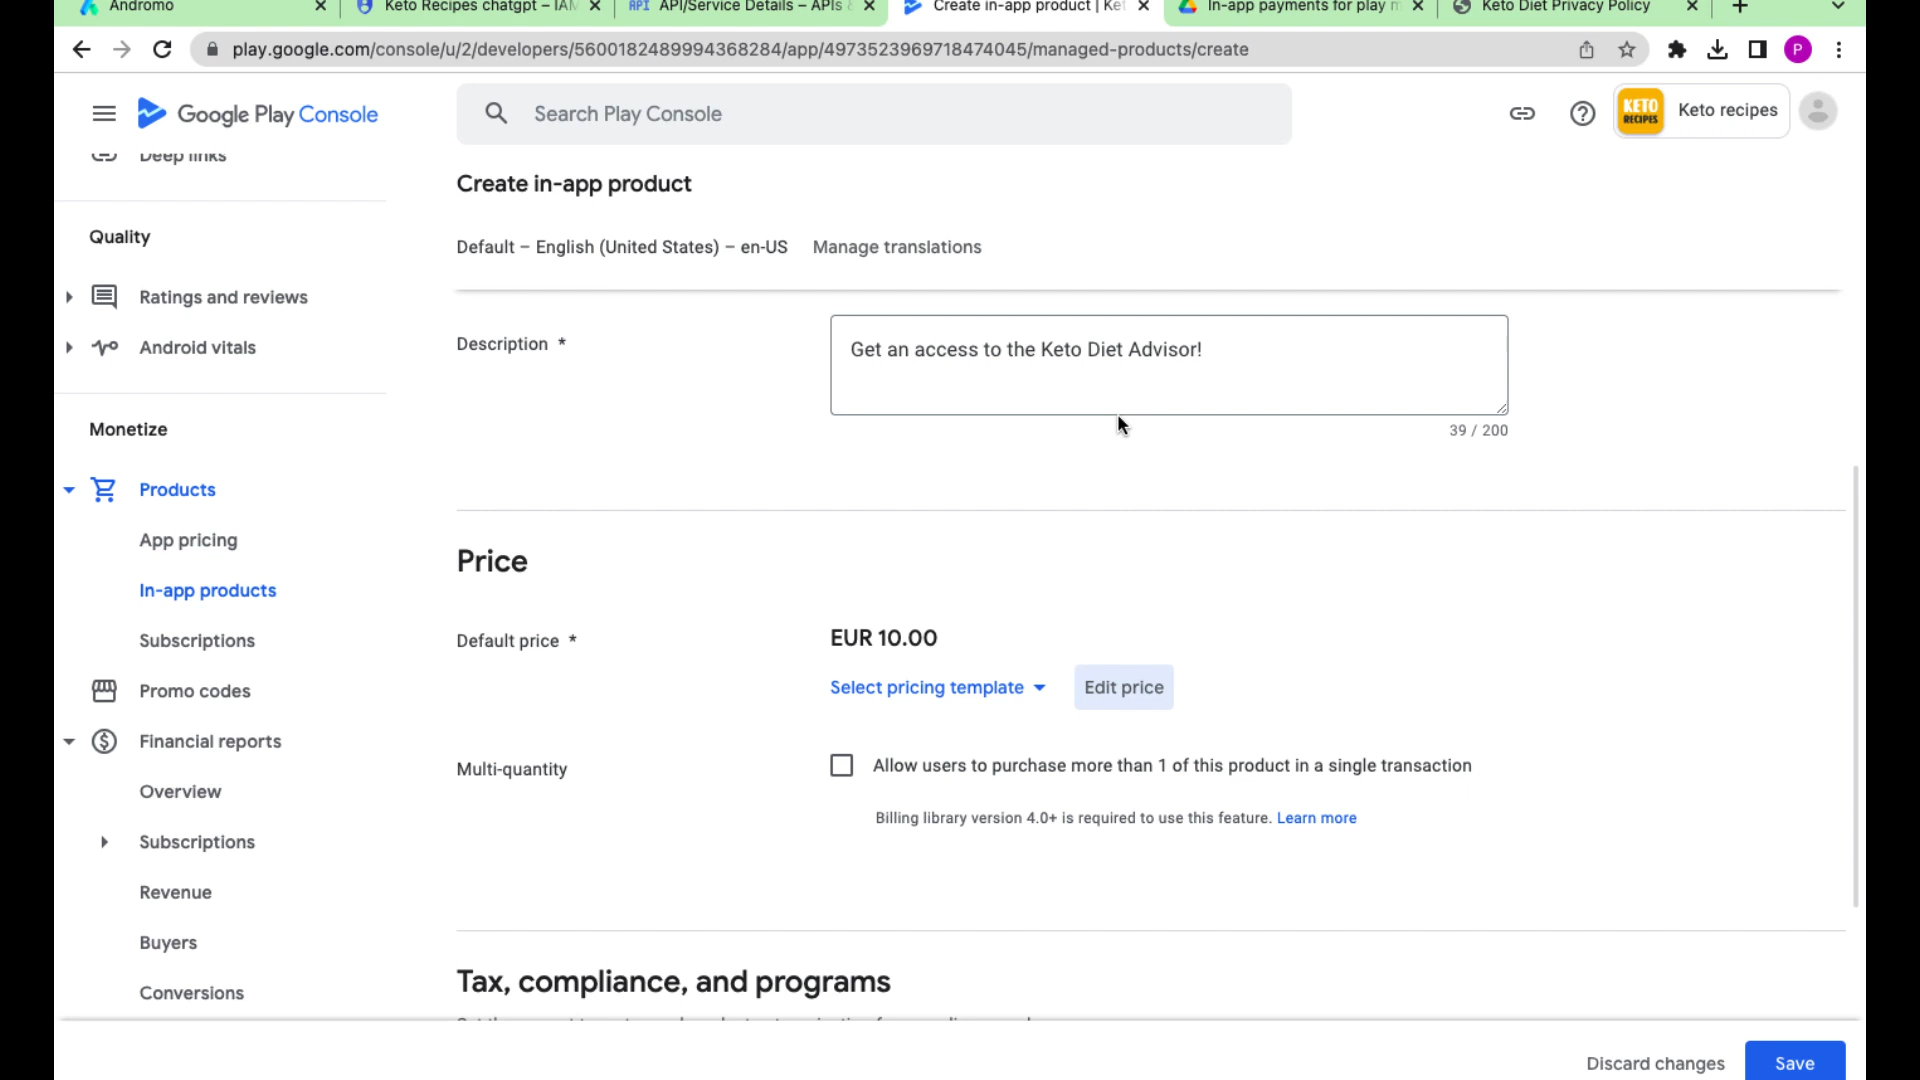 Andromo
Keto Recipes chatgpt – IAM
API/Service Details – APIs &
Create in-app product | Ket
In-app payments for play m
Keto Diet Privacy Policy
play.google.com/console/u/2/developers/5600182489994368284/app/4973523969718474045/managed-products/create
P
Google Play Console
Search Play Console
KETO
RECIPES
Keto recipes
Deep links
Quality
Ratings and reviews
Android vitals
Monetize
Products
App pricing
In-app products
Subscriptions
Promo codes
Financial reports
Overview
Subscriptions
Revenue
Buyers
Conversions
Create in-app product
Default – English (United States) – en-US
Manage translations
Description *
Get an access to the Keto Diet Advisor!
39 / 200
Price
Default price *
EUR 10.00
Select pricing template
Edit price
Multi-quantity
Allow users to purchase more than 1 of this product in a single transaction
Billing library version 4.0+ is required to use this feature. Learn more
Tax, compliance, and programs
Discard changes
Save